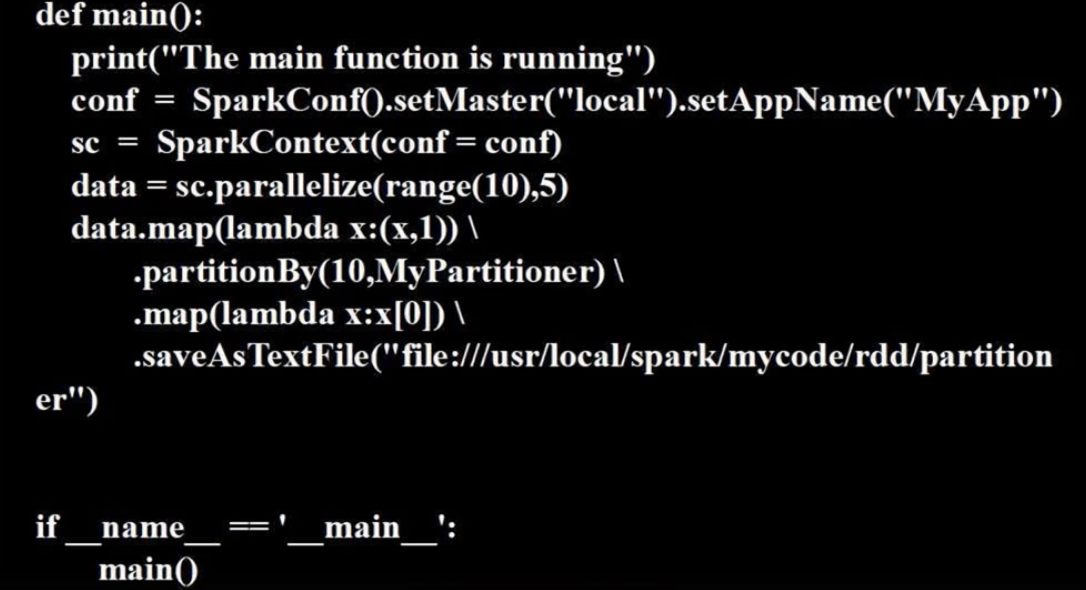 def main():
print("The main function is running")
conf = SparkConf().setMaster("local").setAppName("MyApp")
sc = SparkContext(conf = conf)
data = sc.parallelize(range(10),5)
data.map(lambda x:(x,1)) \
.partitionBy(10,MyPartitioner) \
.map(lambda x:x[0]) \
.saveAsTextFile("file:///usr/local/spark/mycode/rdd/partition
er")
if __name__ == '__main__':
main()